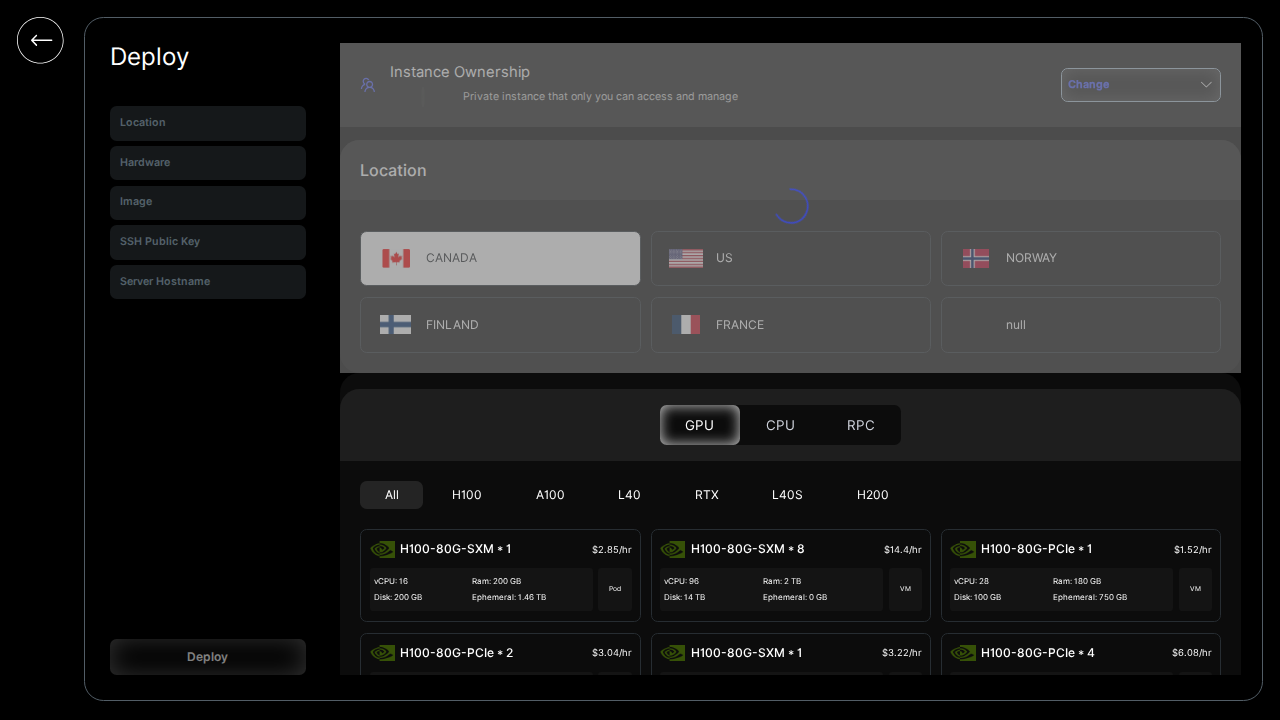 Deploy
Location
Hardware
Image
SSH Public Key
Server Hostname
Deploy
Instance Ownership
Private instance that only you can access and manage
Change
Location
CANADA
US
NORWAY
FINLAND
FRANCE
null
GPU CPU RPC
All H100 A100 L40 RTX L40S H200
H100-80G-SXM * 1 $2.85/hr
vCPU: 16 Ram: 200 GB
Disk: 200 GB Ephemeral: 1.46 TB
Pod
H100-80G-SXM * 8 $14.4/hr
vCPU: 96 Ram: 2 TB
Disk: 14 TB Ephemeral: 0 GB
VM
H100-80G-PCIe * 1 $1.52/hr
vCPU: 28 Ram: 180 GB
Disk: 100 GB Ephemeral: 750 GB
VM
H100-80G-PCIe * 2 $3.04/hr
H100-80G-SXM * 1 $3.22/hr
H100-80G-PCIe * 4 $6.08/hr